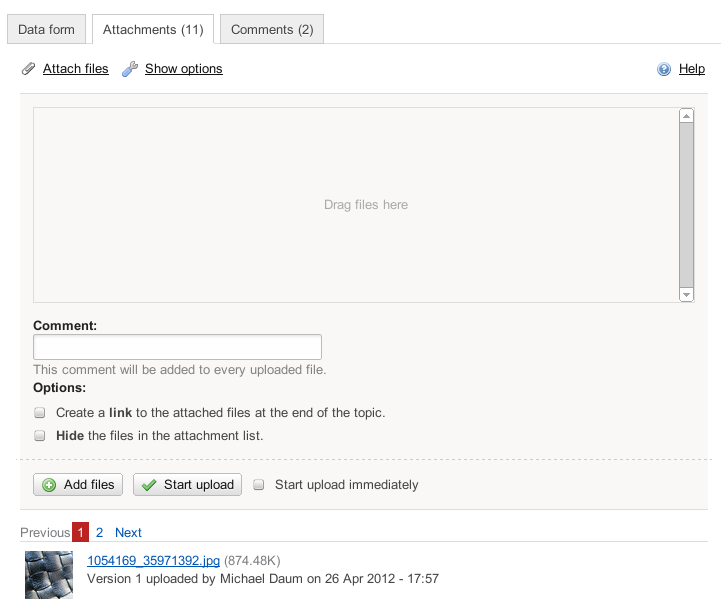 Data form Attachments (11) Comments (2)
Attach files Show options Help
Drag files here
Comment:
This comment will be added to every uploaded file.
Options:
Create a link to the attached files at the end of the topic.
Hide the files in the attachment list.
Add files Start upload Start upload immediately
Previous 1 2 Next
1054169_35971392.jpg (874.48K)
Version 1 uploaded by Michael Daum on 26 Apr 2012 - 17:57